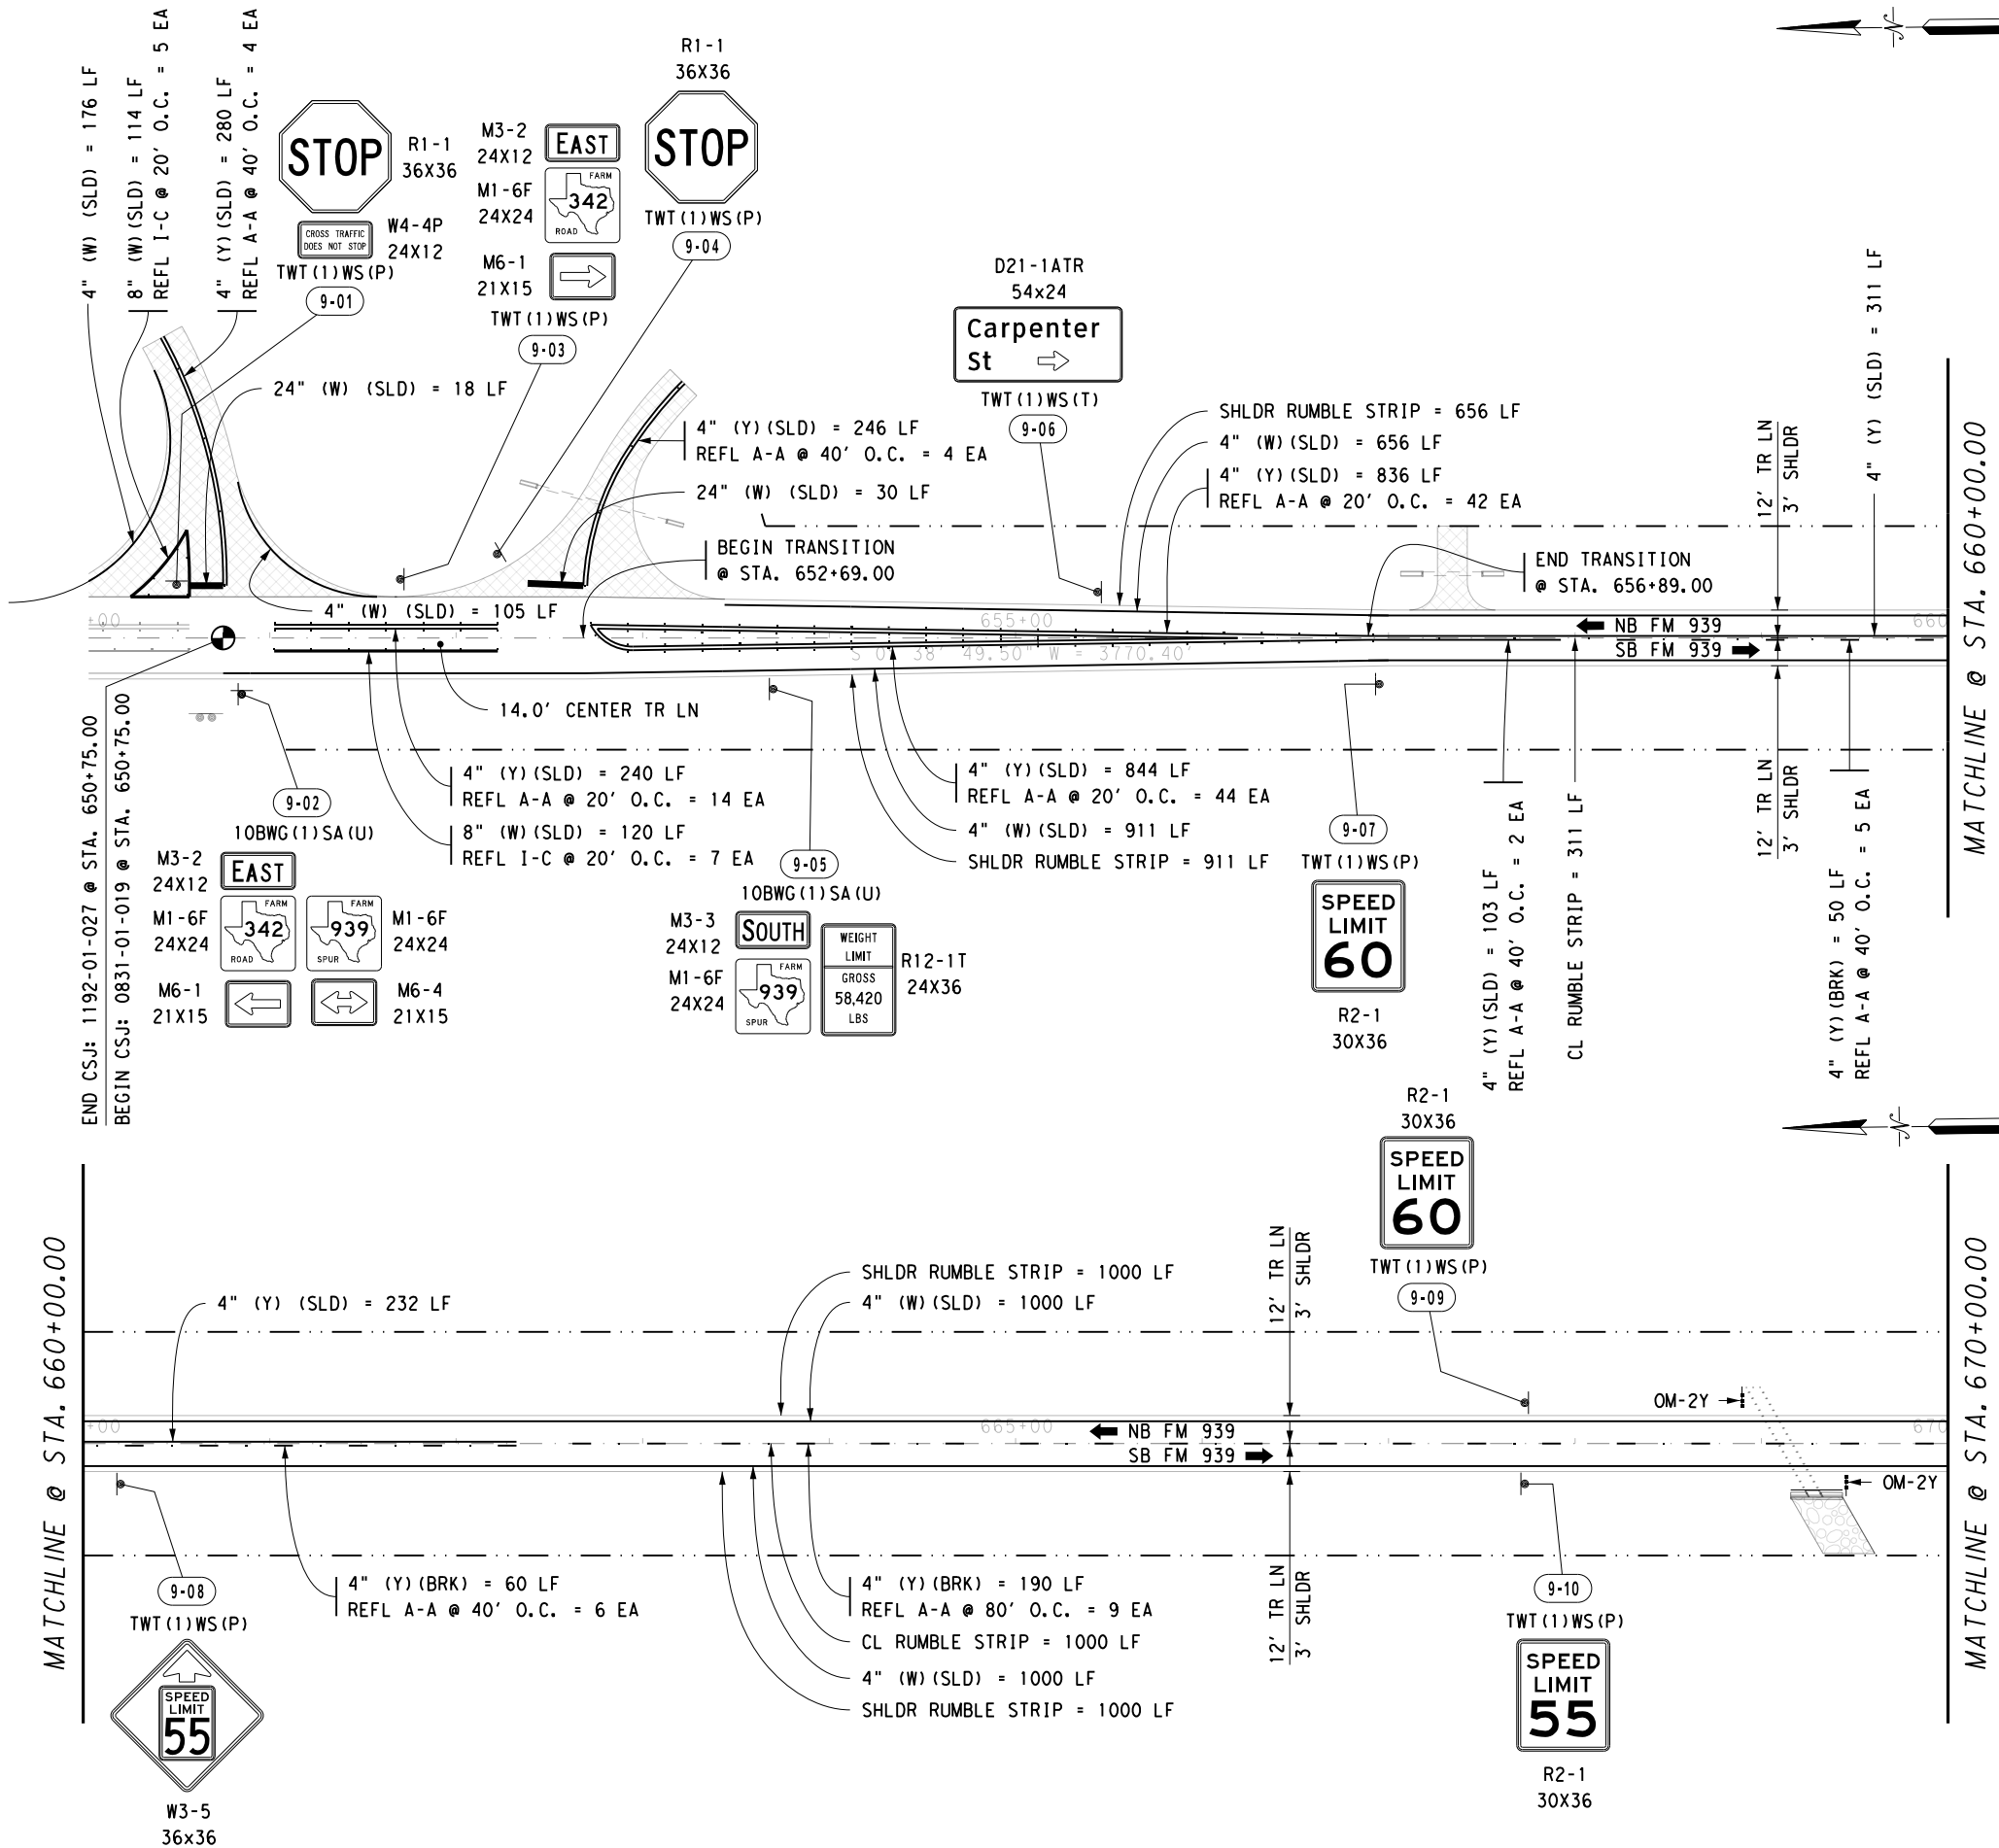 4" (W) (SLD) = 176 LF
8" (W)(SLD) = 114 LF
REFL I-C @ 20' O.C. = 5 EA
4" (Y)(SLD) = 280 LF
REFL A-A @ 40' O.C. = 4 EA
STOP
R1-1
36X36
CROSS TRAFFIC
DOES NOT STOP
W4-4P
24X12
TWT(1)WS(P)
9-01
M3-2
24X12
EAST
M1-6F
24X24
FARM
342
ROAD
M6-1
21X15
TWT(1)WS(P)
9-03
R1-1
36X36
STOP
TWT(1)WS(P)
9-04
24" (W) (SLD) = 18 LF
4" (Y)(SLD) = 246 LF
REFL A-A @ 40' O.C. = 4 EA
24" (W) (SLD) = 30 LF
BEGIN TRANSITION
@ STA. 652+69.00
4" (W) (SLD) = 105 LF
D21-1ATR
54x24
Carpenter
St
TWT(1)WS(T)
9-06
SHLDR RUMBLE STRIP = 656 LF
4" (W)(SLD) = 656 LF
4" (Y)(SLD) = 836 LF
REFL A-A @ 20' O.C. = 42 EA
END TRANSITION
@ STA. 656+89.00
12' TR LN
3' SHLDR
4" (Y) (SLD) = 311 LF
MATCHLINE @ STA. 660+00.00
+00
655+00
660
NB FM 939
SB FM 939
38' 49.50" W = 3770.40'
14.0' CENTER TR LN
END CSJ: 1192-01-027 @ STA. 650+75.00
BEGIN CSJ: 0831-01-019 @ STA. 650+75.00
9-02
10BWG(1)SA(U)
M3-2
24X12
EAST
M1-6F
24X24
FARM
342
ROAD
FARM
939
SPUR
M1-6F
24X24
M6-1
21X15
M6-4
21X15
4" (Y)(SLD) = 240 LF
REFL A-A @ 20' O.C. = 14 EA
8" (W)(SLD) = 120 LF
REFL I-C @ 20' O.C. = 7 EA
9-05
10BWG(1)SA(U)
M3-3
24X12
SOUTH
M1-6F
24X24
FARM
939
SPUR
WEIGHT
LIMIT
GROSS
58,420
LBS
R12-1T
24X36
4" (Y)(SLD) = 844 LF
REFL A-A @ 20' O.C. = 44 EA
4" (W)(SLD) = 911 LF
SHLDR RUMBLE STRIP = 911 LF
9-07
TWT(1)WS(P)
SPEED
LIMIT
60
R2-1
30X36
4" (Y)(SLD) = 103 LF
REFL A-A @ 40' O.C. = 2 EA
CL RUMBLE STRIP = 311 LF
12' TR LN
3' SHLDR
4" (Y)(BRK) = 50 LF
REFL A-A @ 40' O.C. = 5 EA
MATCHLINE @ STA. 660+00.00
4" (Y) (SLD) = 232 LF
SHLDR RUMBLE STRIP = 1000 LF
4" (W)(SLD) = 1000 LF
12' TR LN
3' SHLDR
R2-1
30X36
SPEED
LIMIT
60
TWT(1)WS(P)
9-09
OM-2Y
+00
665+00
670
NB FM 939
SB FM 939
OM-2Y
MATCHLINE @ STA. 670+00.00
9-08
TWT(1)WS(P)
SPEED
LIMIT
55
W3-5
36x36
4" (Y)(BRK) = 60 LF
REFL A-A @ 40' O.C. = 6 EA
4" (Y)(BRK) = 190 LF
REFL A-A @ 80' O.C. = 9 EA
CL RUMBLE STRIP = 1000 LF
4" (W)(SLD) = 1000 LF
SHLDR RUMBLE STRIP = 1000 LF
12' TR LN
3' SHLDR
9-10
TWT(1)WS(P)
SPEED
LIMIT
55
R2-1
30X36